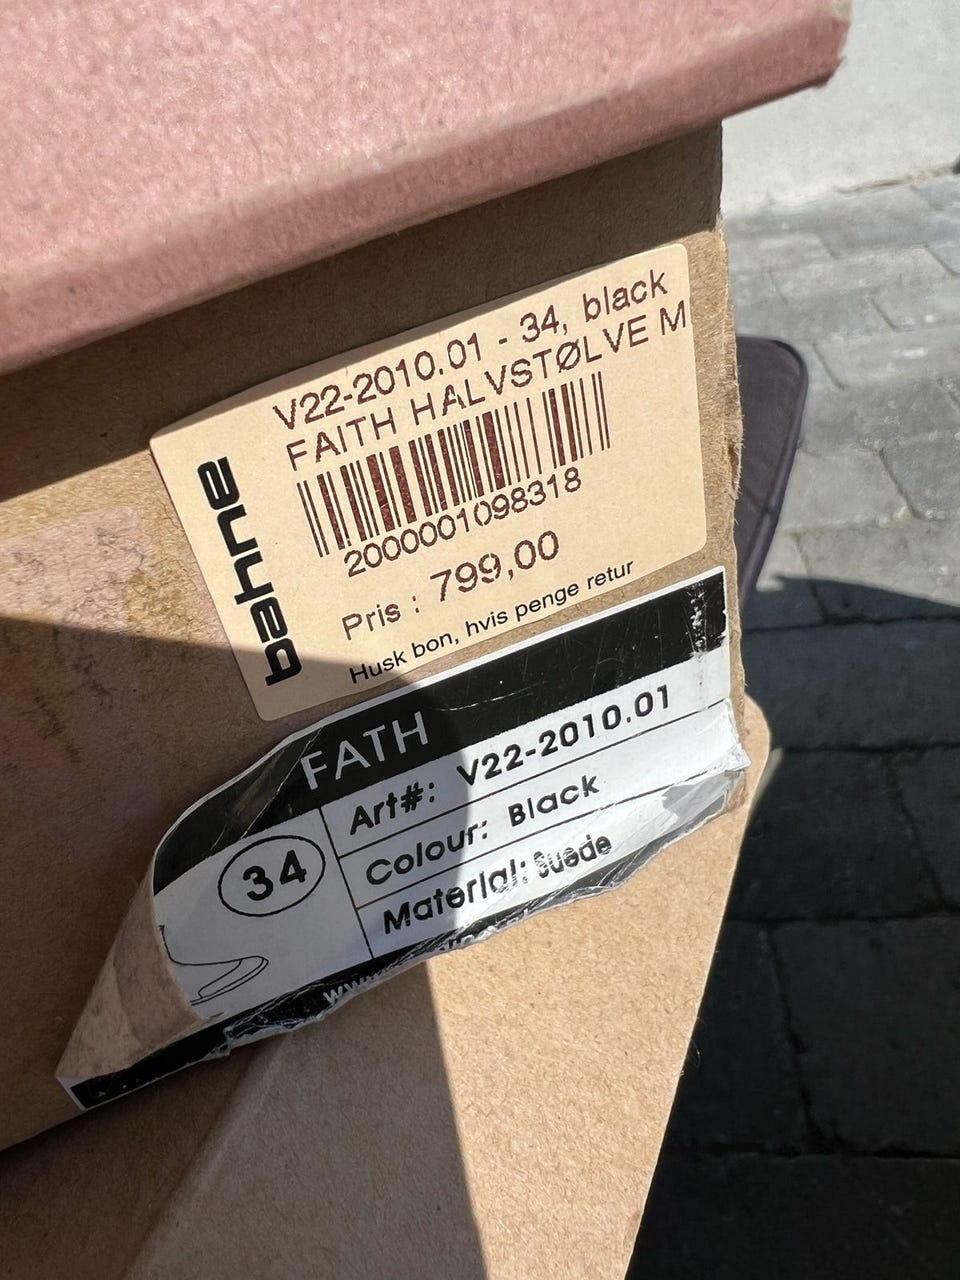 bahne
V22-2010.01 - 34, black
FAITH HALVSTØLVE M
2000001098318
Pris : 799,00
Husk bon, hvis penge retur
FATH
34
Art#: V22-2010.01
Colour: Black
Material: Suede